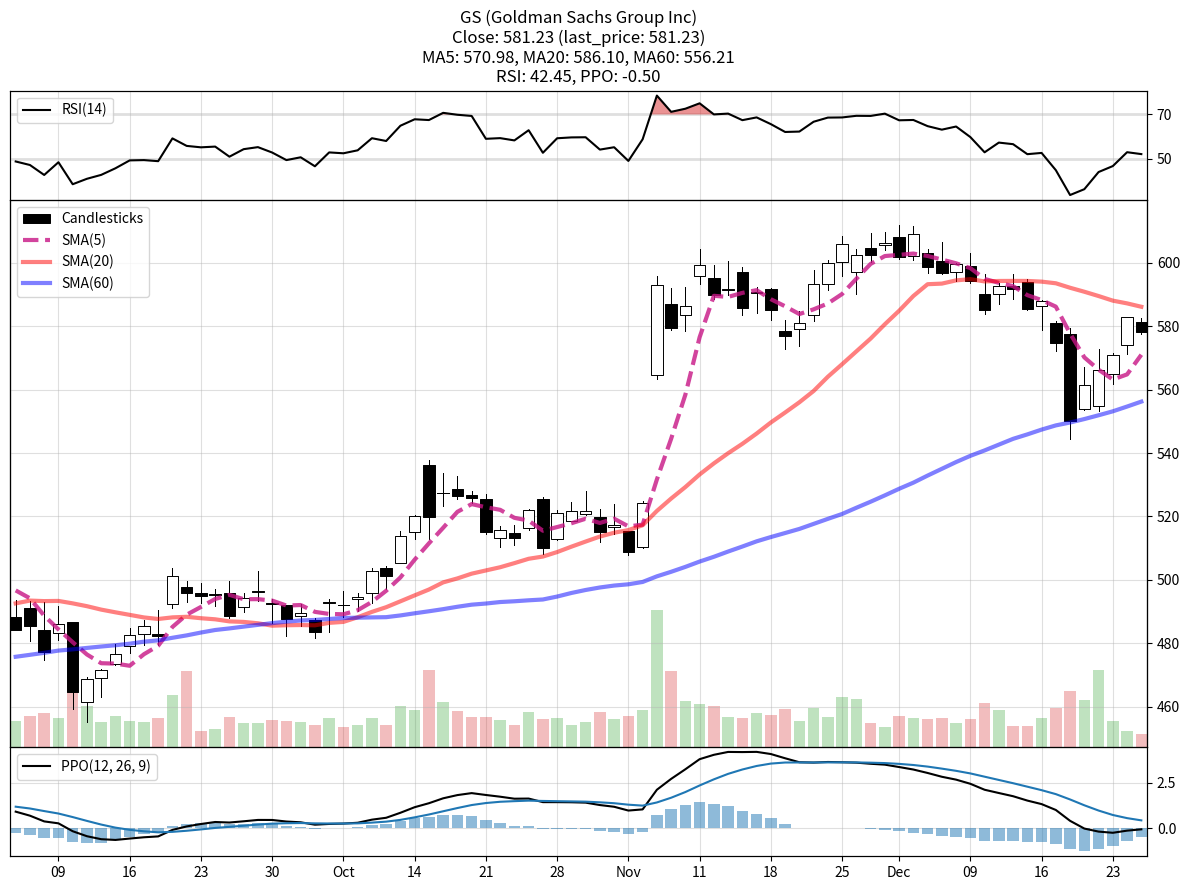 GS (Goldman Sachs Group Inc)
Close: 581.23 (last_price: 581.23)
MA5: 570.98, MA20: 586.10, MA60: 556.21
RSI: 42.45, PPO: -0.50
RSI(14)
70
50
Candlesticks
SMA(5)
SMA(20)
SMA(60)
600
580
560
540
520
500
480
460
PPO(12, 26, 9)
2.5
0.0
09 16 23 30 Oct 14 21 28 Nov 11 18 25 Dec 09 16 23